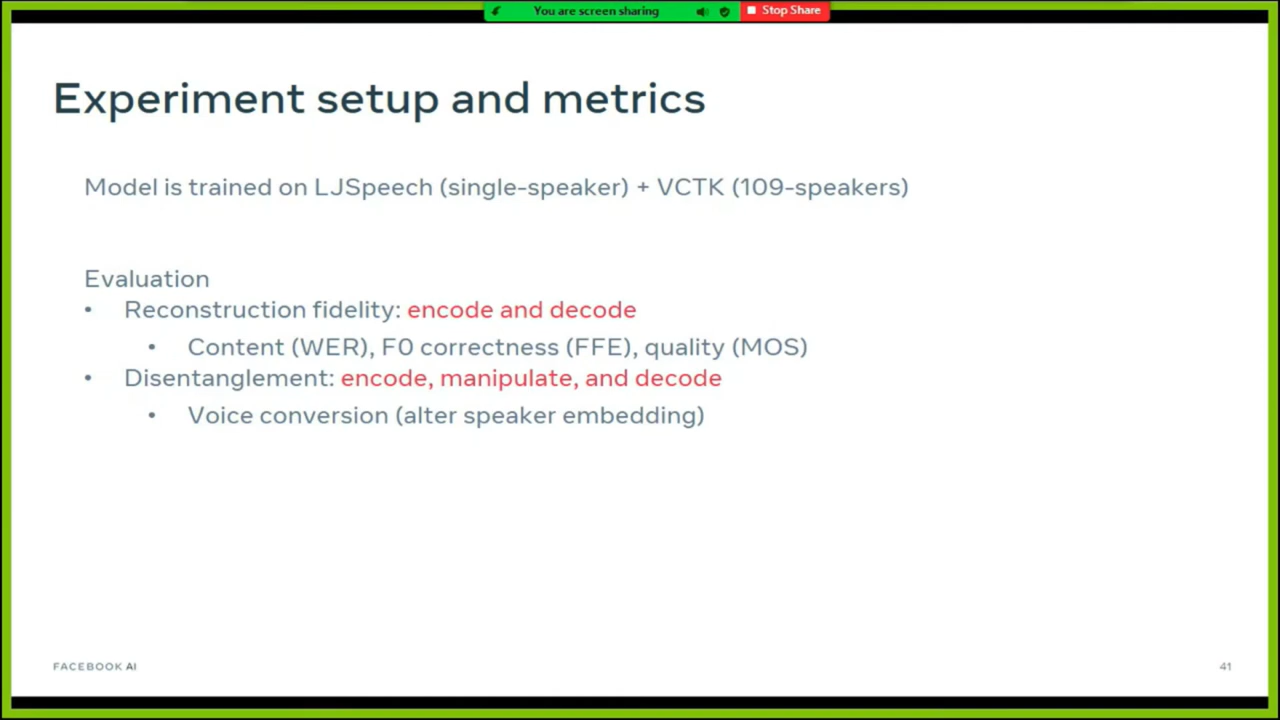 You are screen sharing
Stop Share
Experiment setup and metrics
Model is trained on LJSpeech (single-speaker) + VCTK (109-speakers)
Evaluation
• Reconstruction fidelity: encode and decode
• Content (WER), F0 correctness (FFE), quality (MOS)
• Disentanglement: encode, manipulate, and decode
• Voice conversion (alter speaker embedding)
FACEBOOK AI
41